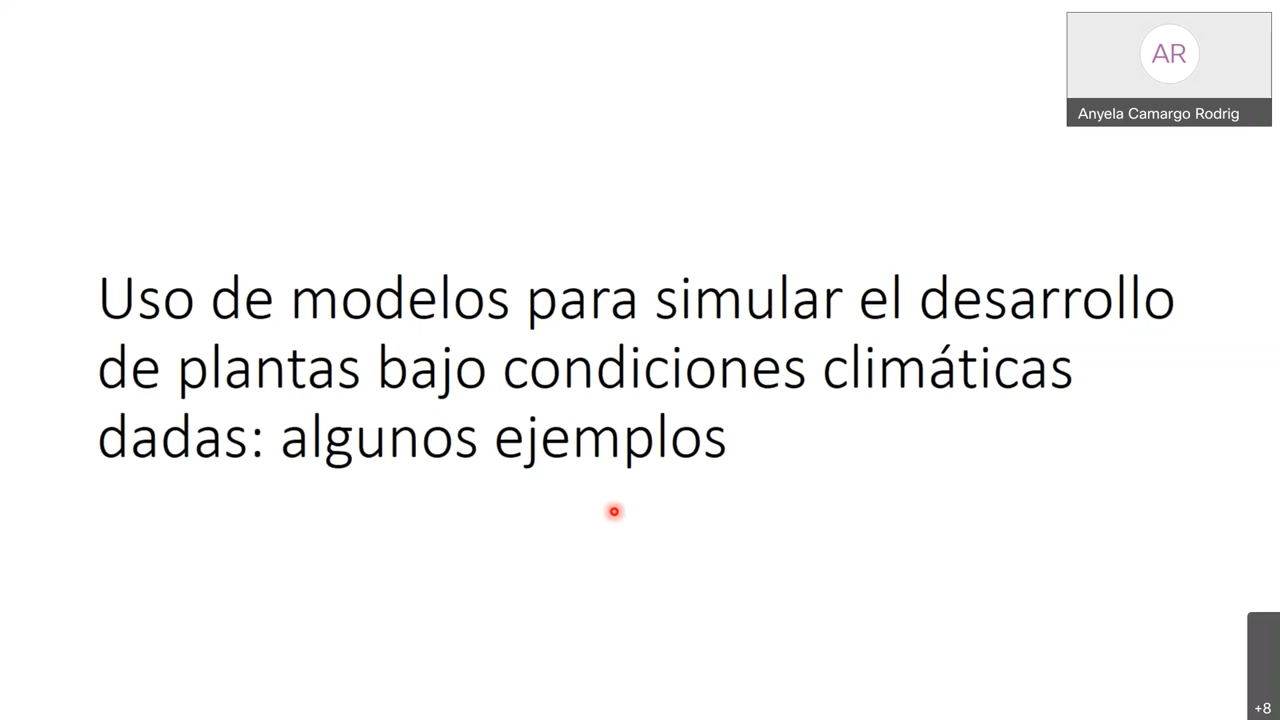 AR
Anyela Camargo Rodrig
Uso de modelos para simular el desarrollo
de plantas bajo condiciones climáticas
dadas: algunos ejemplos
+8